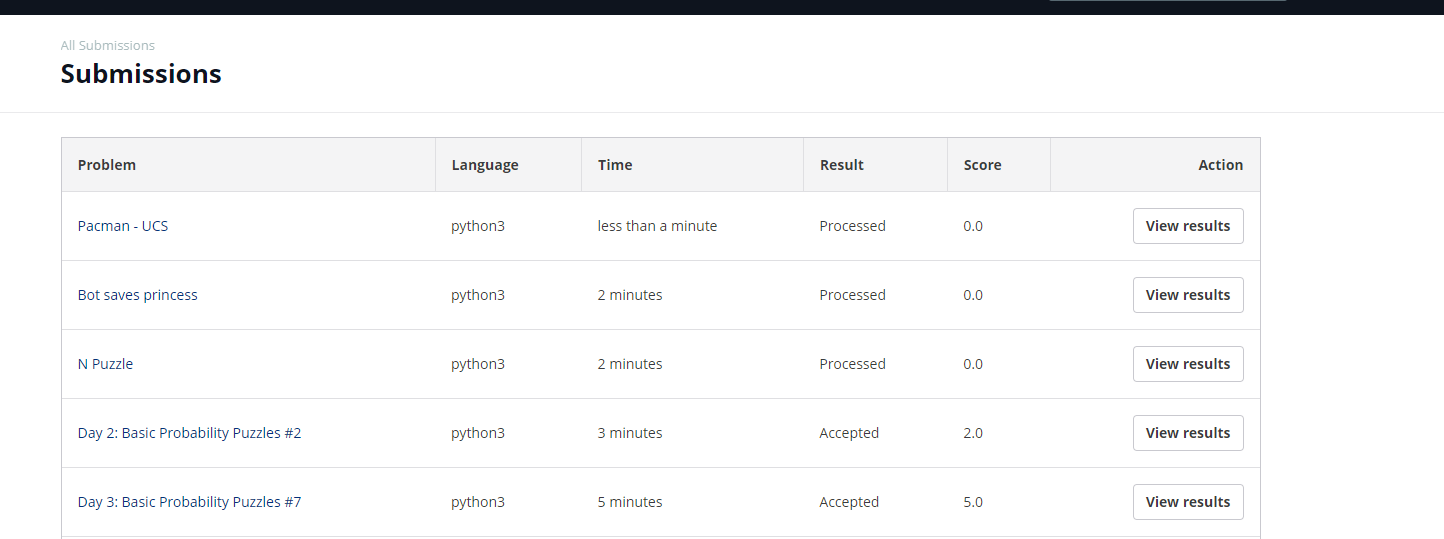 All Submissions
Submissions
Problem Language Time Result Score Action
Pacman - UCS python3 less than a minute Processed 0.0 View results
Bot saves princess python3 2 minutes Processed 0.0 View results
N Puzzle python3 2 minutes Processed 0.0 View results
Day 2: Basic Probability Puzzles #2 python3 3 minutes Accepted 2.0 View results
Day 3: Basic Probability Puzzles #7 python3 5 minutes Accepted 5.0 View results